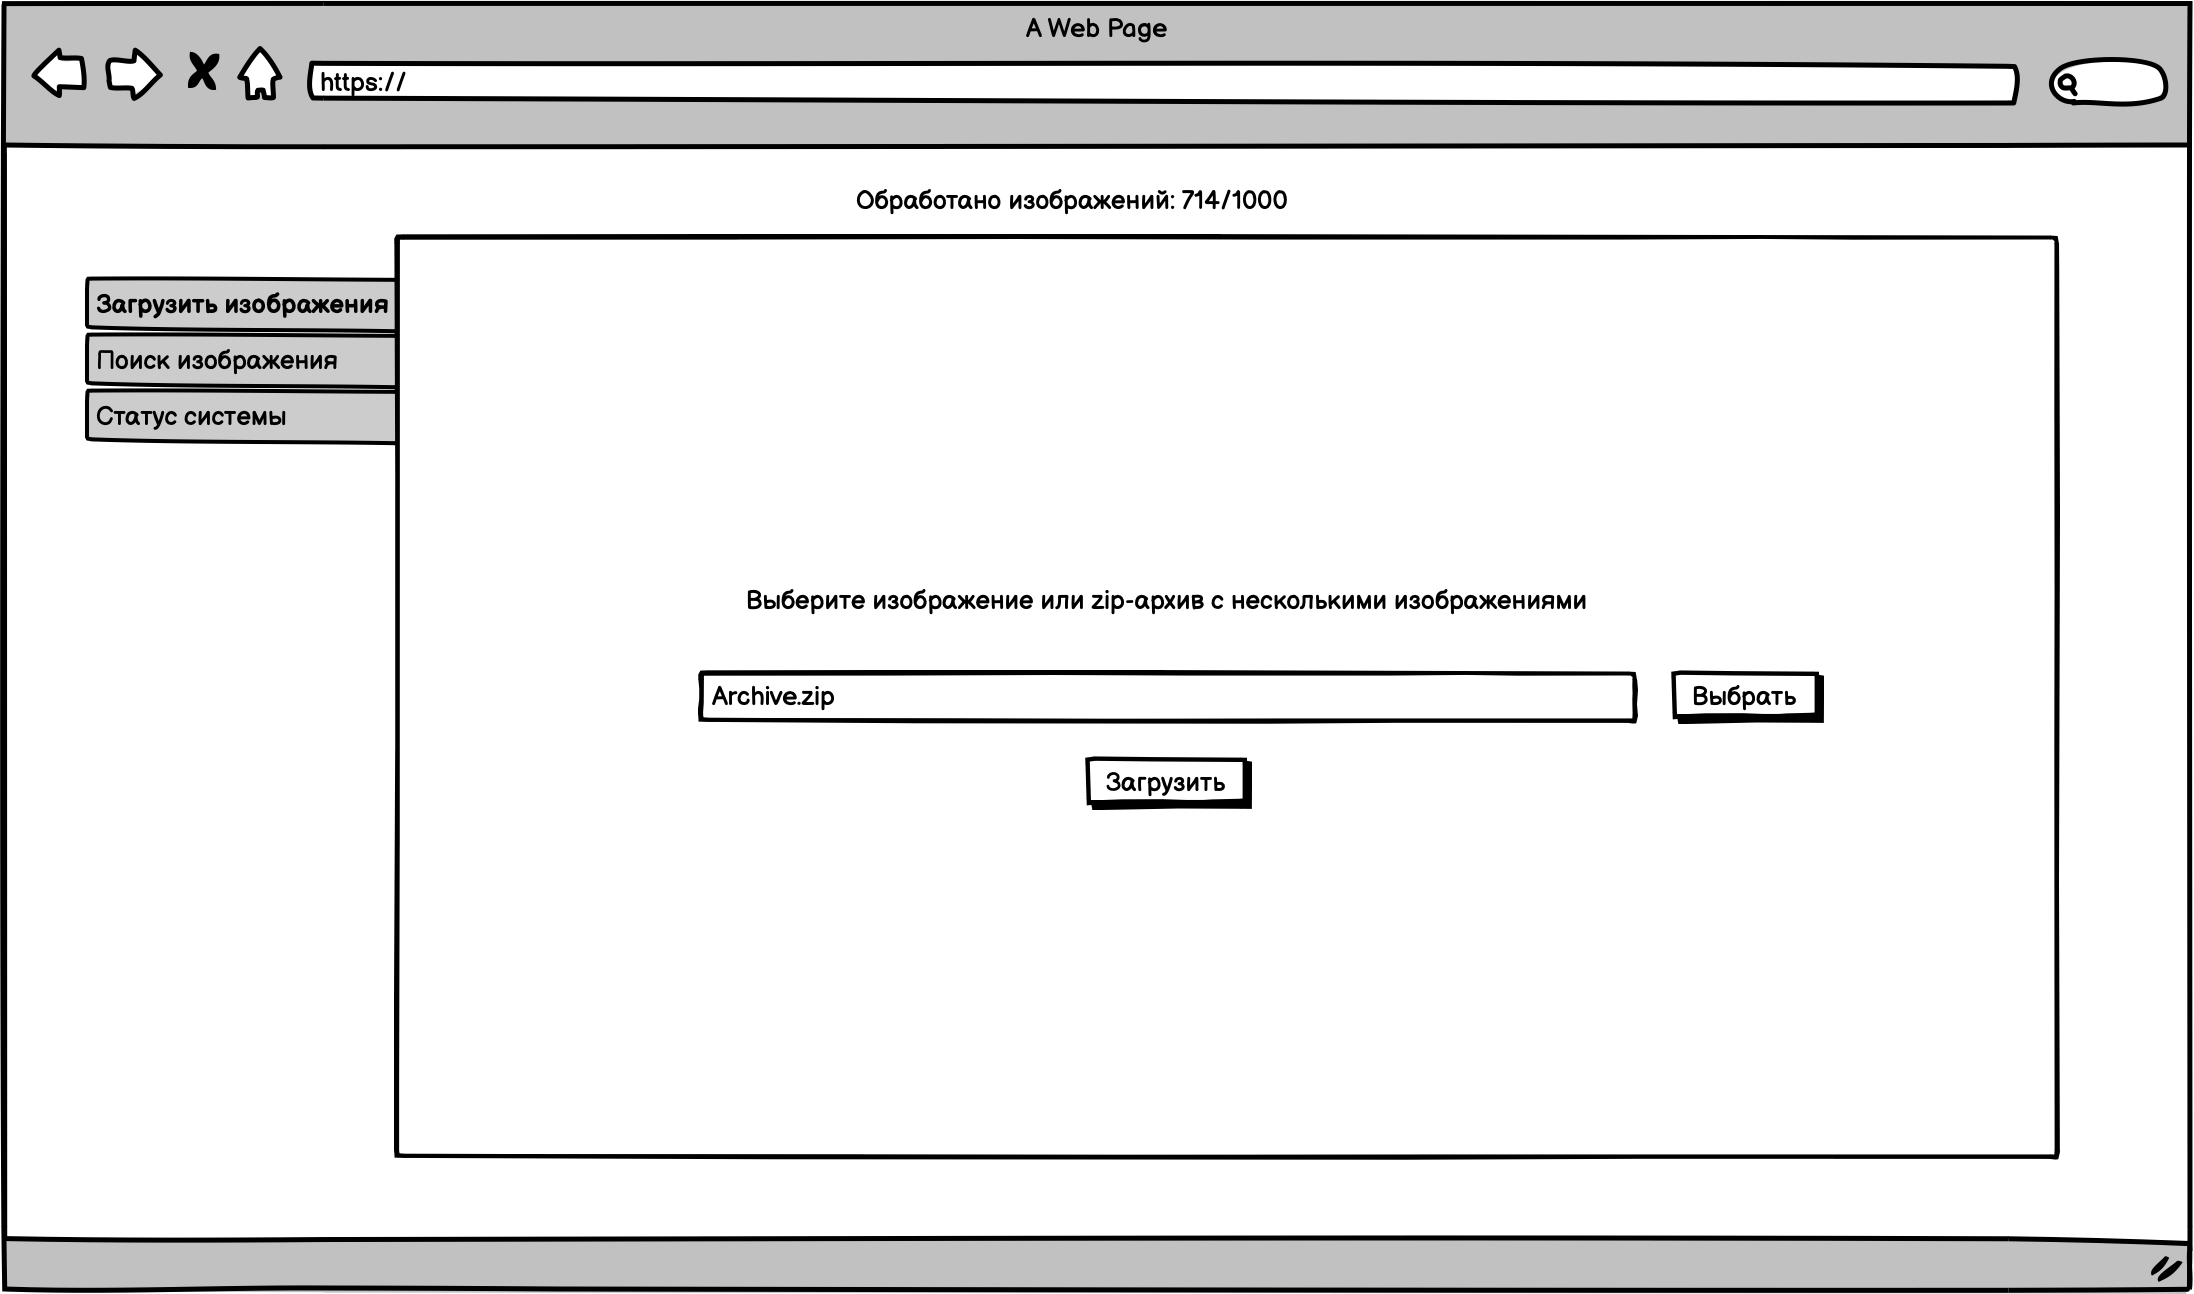 A Web Page
https://
Обработано изображений: 714/1000
Загрузить изображения
Поиск изображения
Статус системы
Выберите изображение или zip-архив с несколькими изображениями
Archive.zip
Выбрать
Загрузить